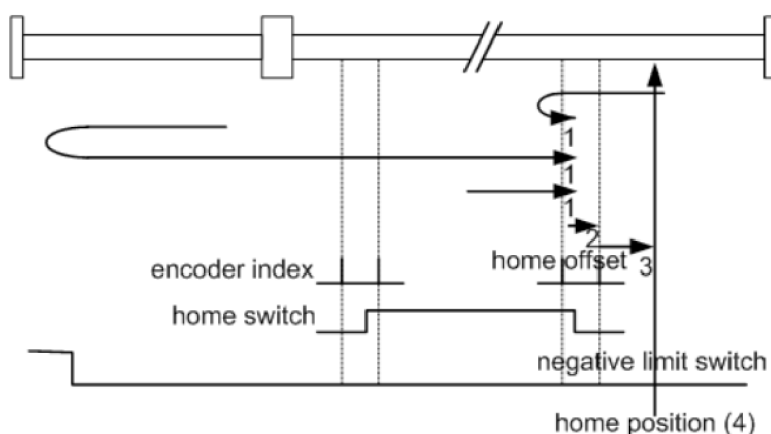 1
1
1
2
encoder index
home offset
3
home switch
negative limit switch
home position (4)